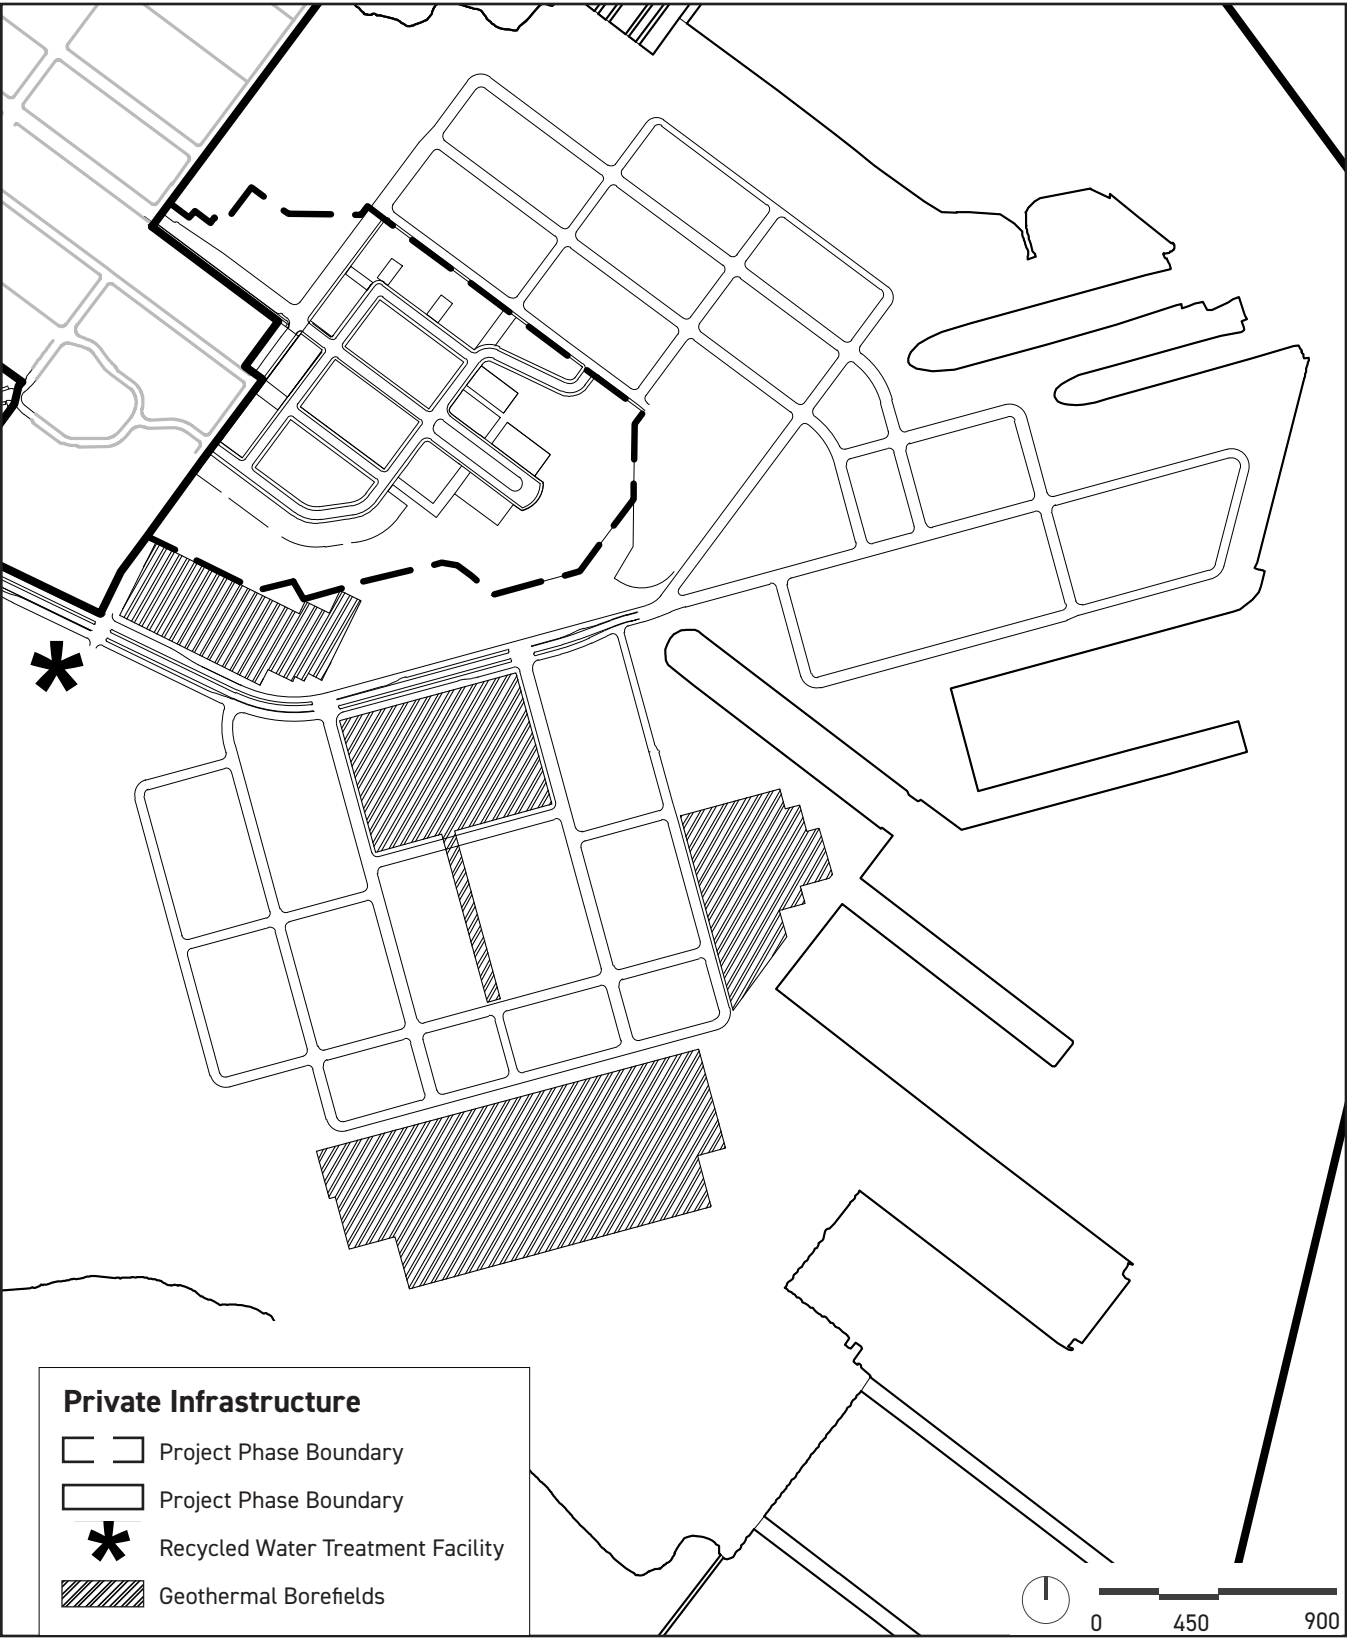 Private Infrastructure
Project Phase Boundary
Project Phase Boundary
Recycled Water Treatment Facility
Geothermal Borefields
0 450 900